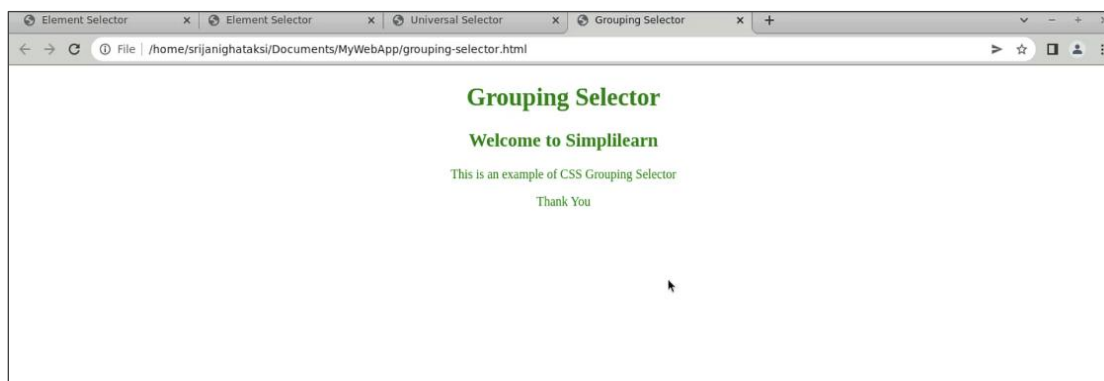 Element Selector
Element Selector
Universal Selector
Grouping Selector
File /home/srijanighataksi/Documents/MyWebApp/grouping-selector.html
Grouping Selector
Welcome to Simplilearn
This is an example of CSS Grouping Selector
Thank You